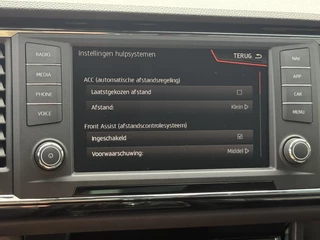 Instellingen hulpsystemen
TERUG
RADIO
MEDIA
PHONE
VOICE
ACC (automatische afstandsregeling)
Laatstgekozen afstand
Afstand: Klein
Front Assist (afstandscontrolesysteem)
Ingeschakeld
Voorwaarschuwing: Middel
NAV
APP
CAR
MENU